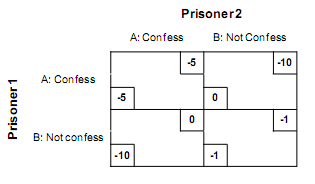 Prisoner 2
A: Confess B: Not Confess
-5 -10
A: Confess
-5 0
Prisoner 1
0 -1
B: Not confess
-10 -1